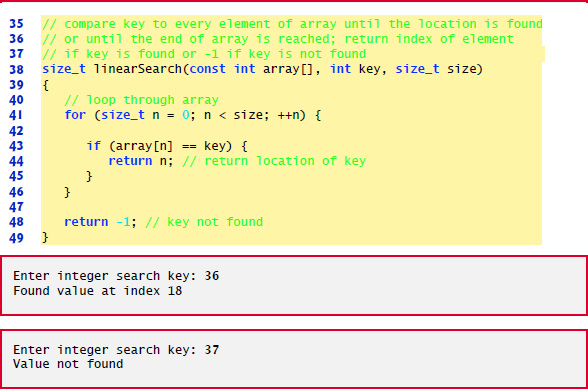 35 // compare key to every element of array until the location is found
36 // or until the end of array is reached; return index of element
37 // if key is found or -1 if key is not found
38 size_t linearSearch(const int array[], int key, size_t size)
39 {
40 // loop through array
41 for (size_t n = 0; n < size; ++n) {
42
43 if (array[n] == key) {
44 return n; // return location of key
45 }
46 }
47
48 return -1; // key not found
49 }
Enter integer search key: 36
Found value at index 18
Enter integer search key: 37
Value not found